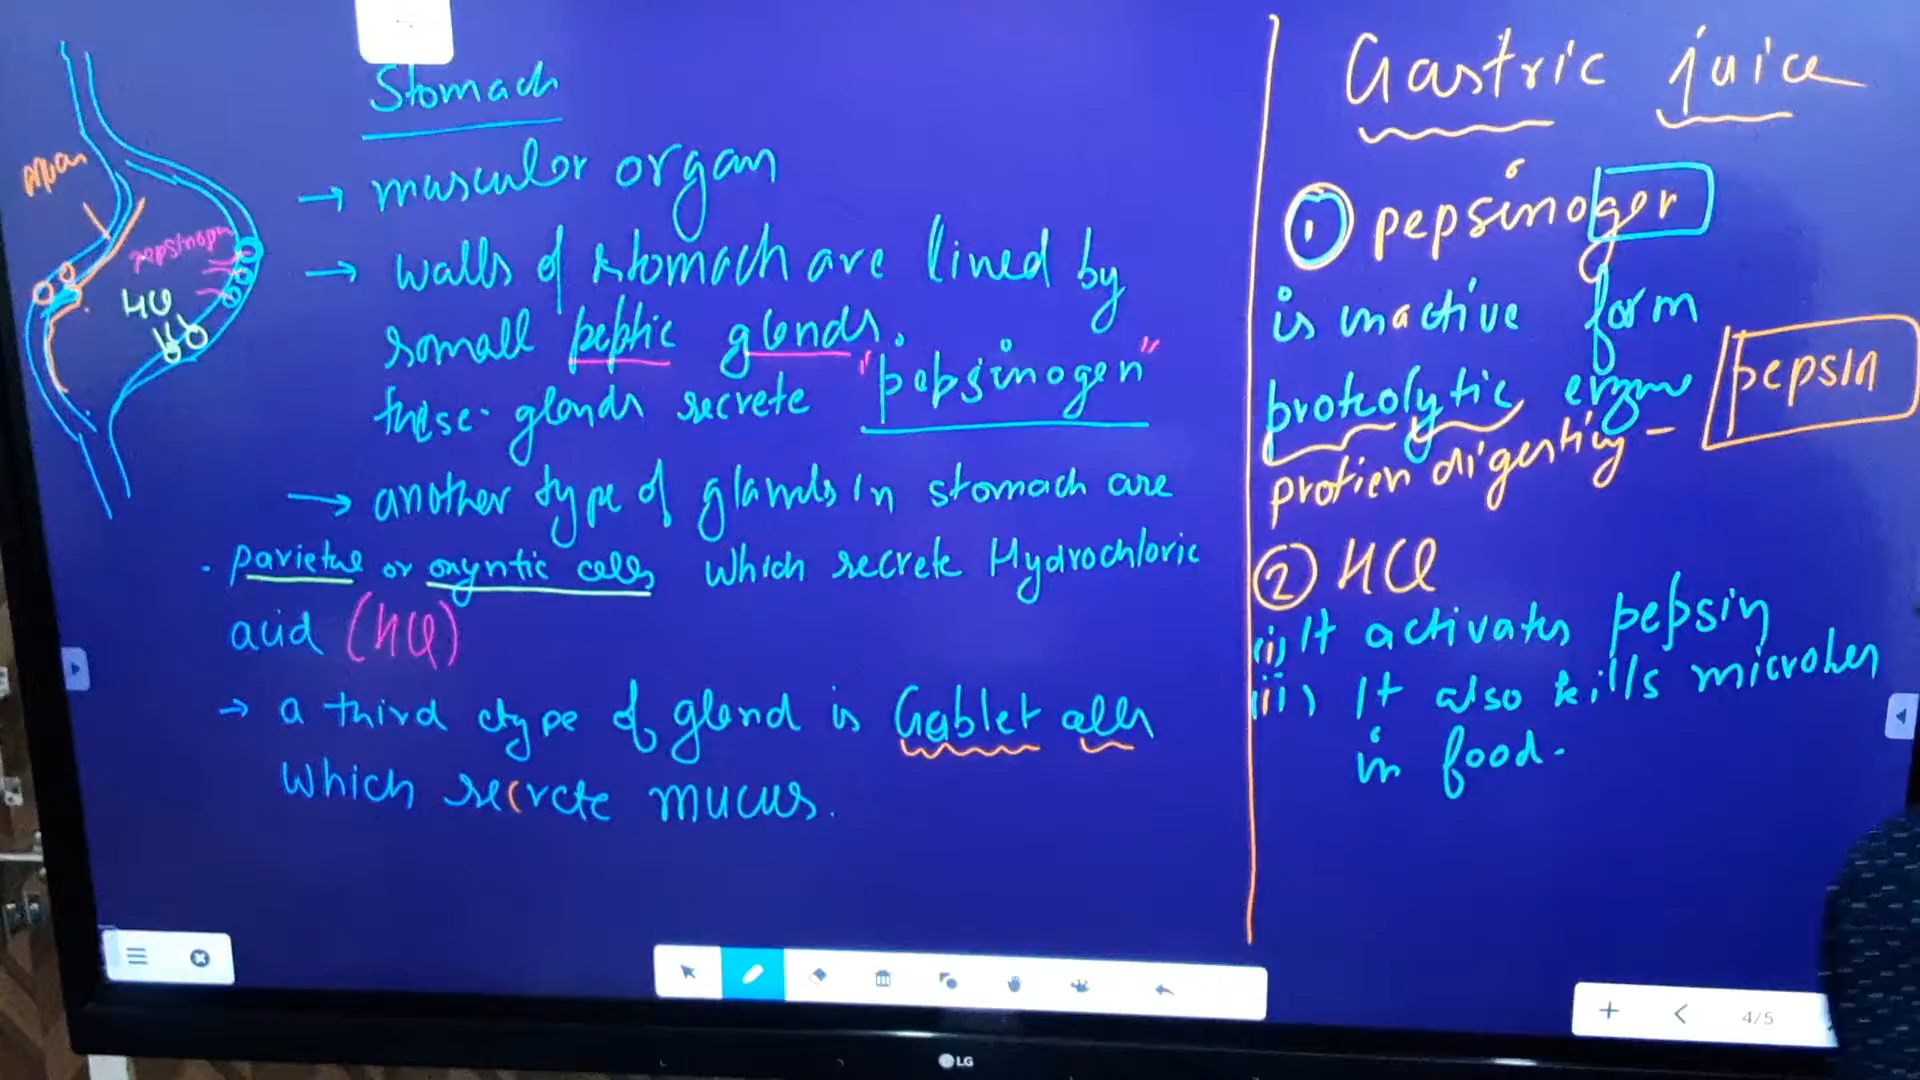 Stomach
→ muscular organ
→ walls of stomach are lined by
small peptic glands.
these glands secrete "pepsinogen"
→ another type of glands in stomach are
. parietal or oxyntic cells which secrete Hydrochloric
acid (HCl)
→ a third type of gland is Goblet cells
which secrete mucus.
pepsinogen
HCl
Gastric juice
① pepsinogen
is inactive form
proteolytic enzyme
protien digesting -
pepsin
② HCl
(i) It activates pepsin
(ii) It also kills microbes
in food.
4/5
LG